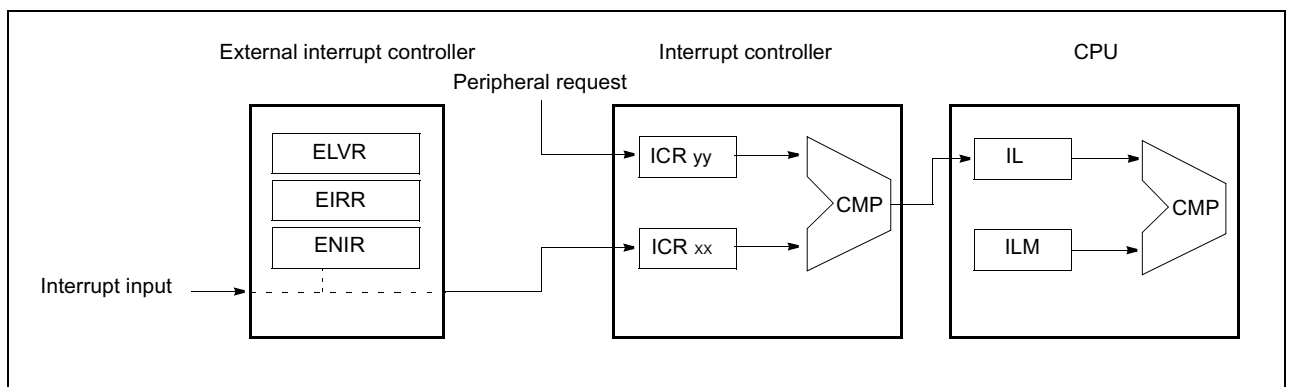 External interrupt controller
Interrupt controller
CPU
Peripheral request
ELVR
EIRR
ENIR
Interrupt input
ICR yy
ICR xx
CMP
IL
ILM
CMP